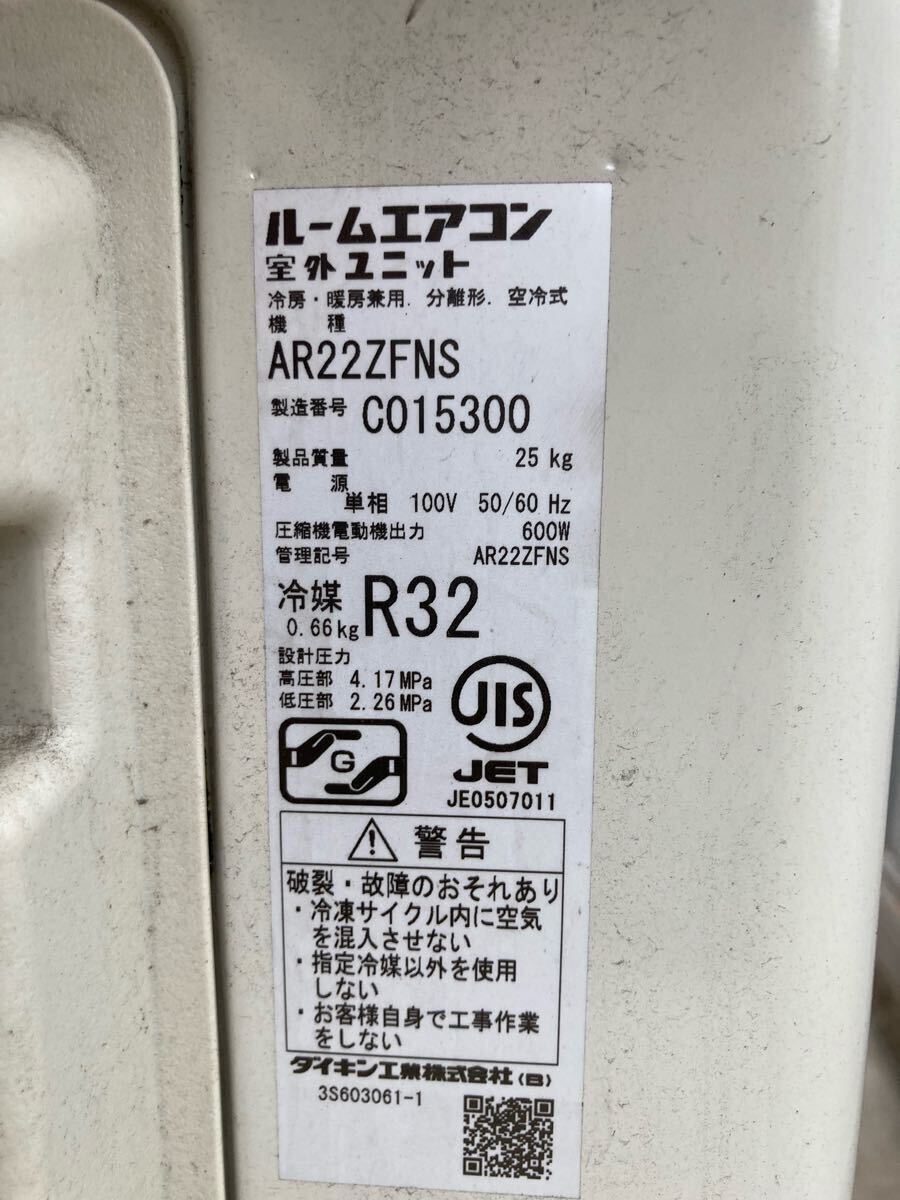 ルームエアコン
室外ユニット
冷房・暖房兼用. 分離形. 空冷式
機 種
AR22ZFNS
製造番号 C015300
製品質量 25 kg
電 源
単相 100V 50/60 Hz
圧縮機電動機出力 600W
管理記号 AR22ZFNS
冷媒 R32
0.66kg
設計圧力
高圧部 4.17MPa
低圧部 2.26MPa
JIS
G
JET
JE0507011
警告
破裂・故障のおそれあり
・冷凍サイクル内に空気
を混入させない
・指定冷媒以外を使用
しない
・お客様自身で工事作業
をしない
ダイキン工業株式会社(B)
3S603061-1